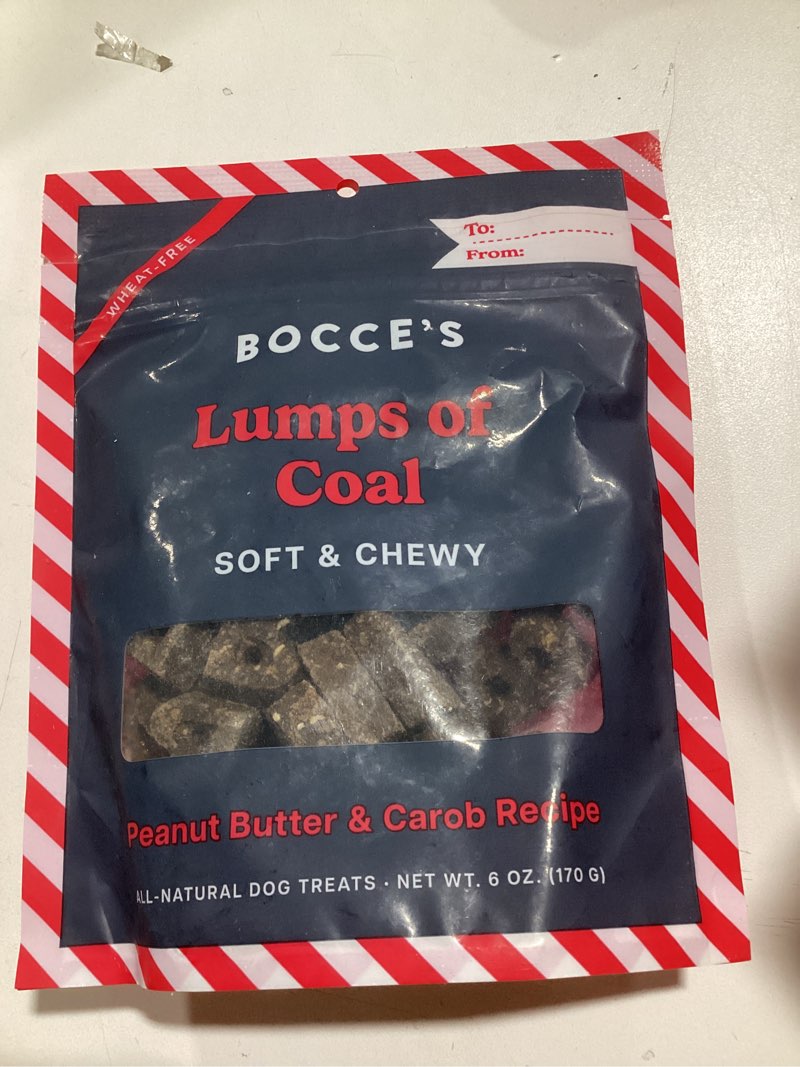 WHEAT-FREE
To:
From:
BOCCE'S
Lumps of
Coal
SOFT & CHEWY
Peanut Butter & Carob Recipe
ALL-NATURAL DOG TREATS · NET WT. 6 OZ. (170 G)